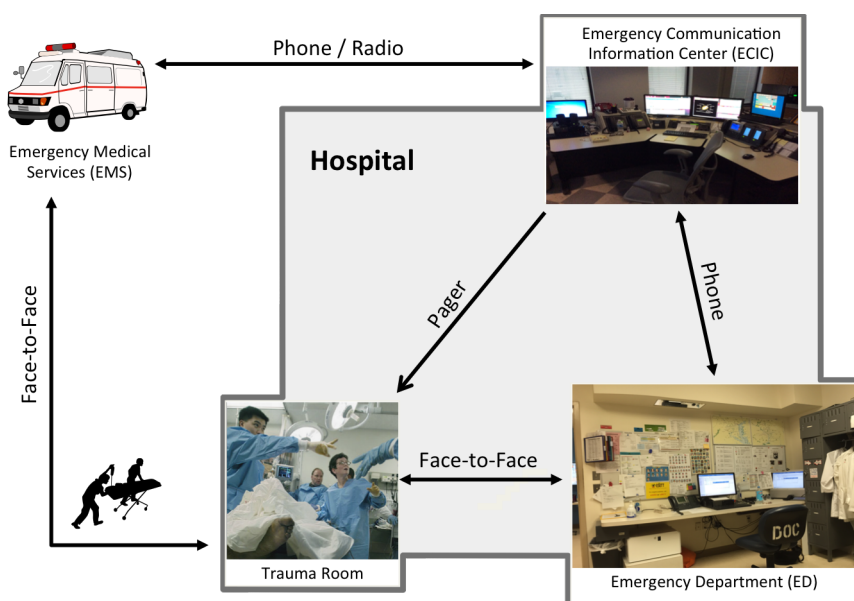 Phone / Radio
Emergency Communication
Information Center (ECIC)
Emergency Medical
Services (EMS)
Hospital
Pager
Phone
Face-to-Face
Face-to-Face
DOC
Trauma Room
Emergency Department (ED)